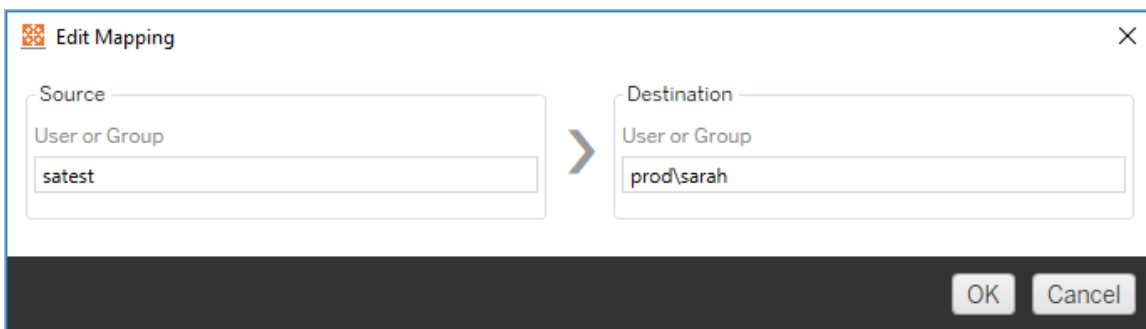 Edit Mapping
Source
User or Group
satest
Destination
User or Group
prod\sarah
OK
Cancel